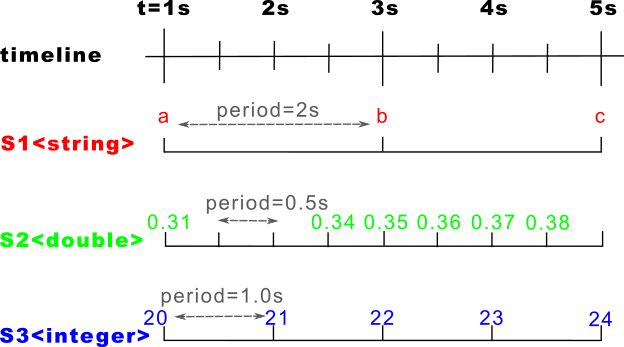 t=1s 2s 3s 4s 5s
timeline
period=2s
a b c
S1<string>
period=0.5s
0.31 0.34 0.35 0.36 0.37 0.38
S2<double>
period=1.0s
20 21 22 23 24
S3<integer>